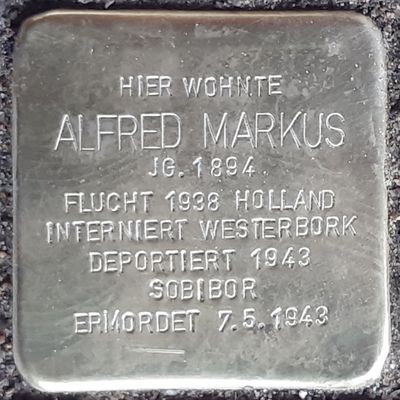 HIER WOHNTE
ALFRED MARKUS
JG. 1894
FLUCHT 1938 HOLLAND
INTERNIERT WESTERBORK
DEPORTIERT 1943
SOBIBOR
ERMORDET 7.5.1943